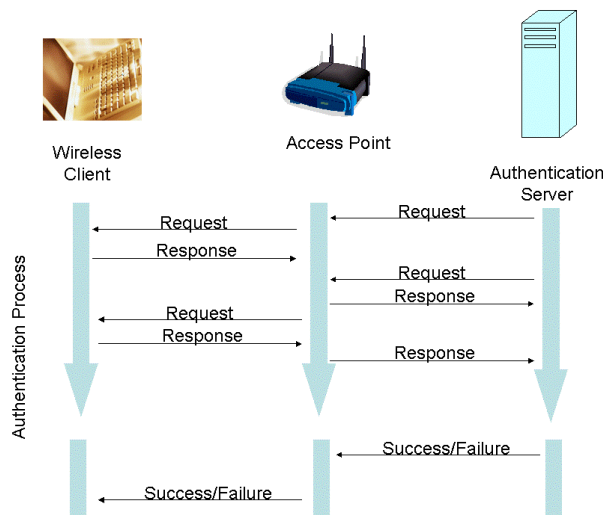 Access Point
Wireless
Client
Authentication
Server
Request
Request
Response
Request
Response
Request
Response
Response
Authentication Process
Success/Failure
Success/Failure